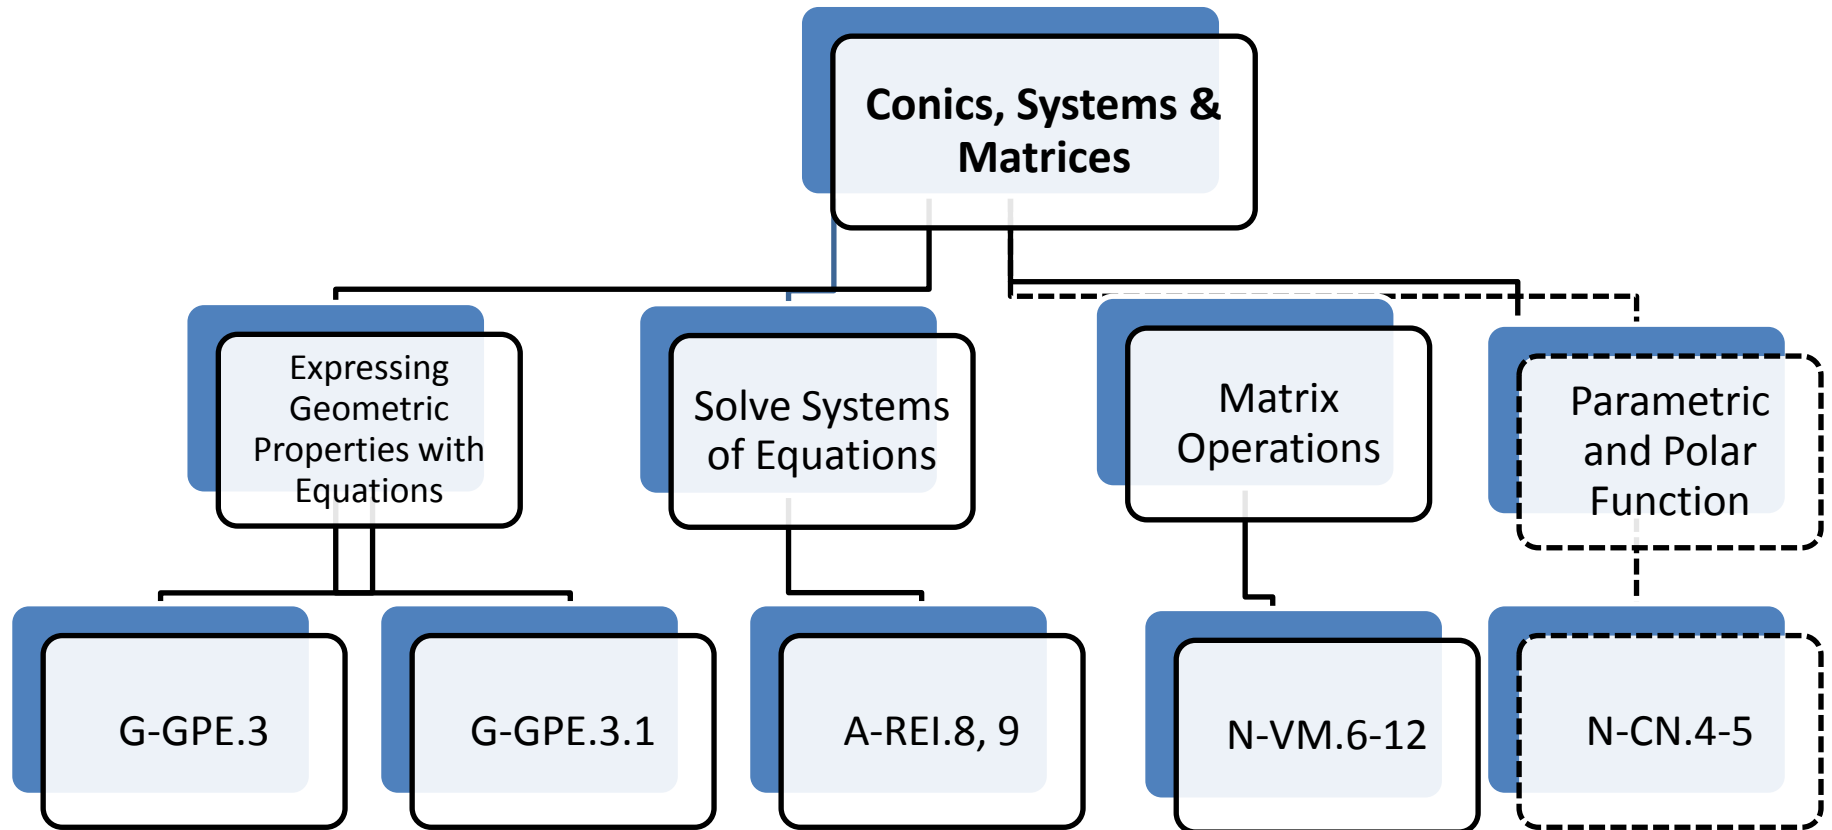 Conics, Systems &
Matrices
Expressing
Geometric
Properties with
Equations
Solve Systems
of Equations
Matrix
Operations
Parametric
and Polar
Function
G-GPE.3
G-GPE.3.1
A-REI.8, 9
N-VM.6-12
N-CN.4-5